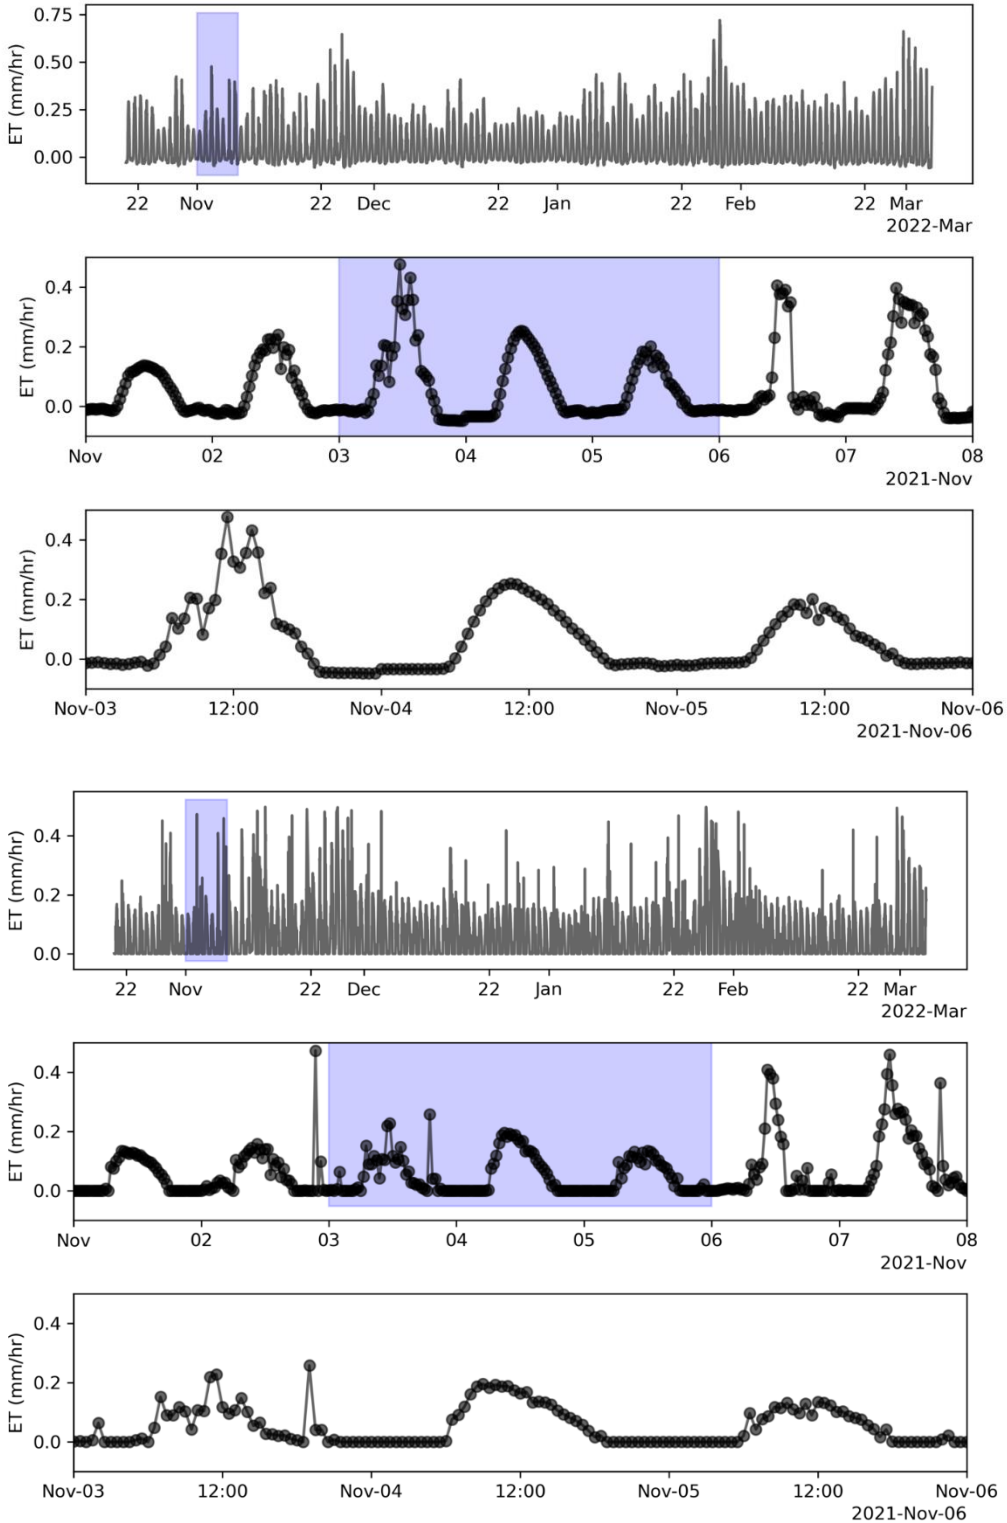 ET (mm/hr)
0.75
0.50
0.25
0.00
22 Nov 22 Dec 22 Jan 22 Feb 22 Mar
2022-Mar
ET (mm/hr)
0.4
0.2
0.0
Nov 02 03 04 05 06 07 08
2021-Nov
ET (mm/hr)
0.4
0.2
0.0
Nov-03 12:00 Nov-04 12:00 Nov-05 12:00 Nov-06
2021-Nov-06
ET (mm/hr)
0.4
0.2
0.0
22 Nov 22 Dec 22 Jan 22 Feb 22 Mar
2022-Mar
ET (mm/hr)
0.4
0.2
0.0
Nov 02 03 04 05 06 07 08
2021-Nov
ET (mm/hr)
0.4
0.2
0.0
Nov-03 12:00 Nov-04 12:00 Nov-05 12:00 Nov-06
2021-Nov-06